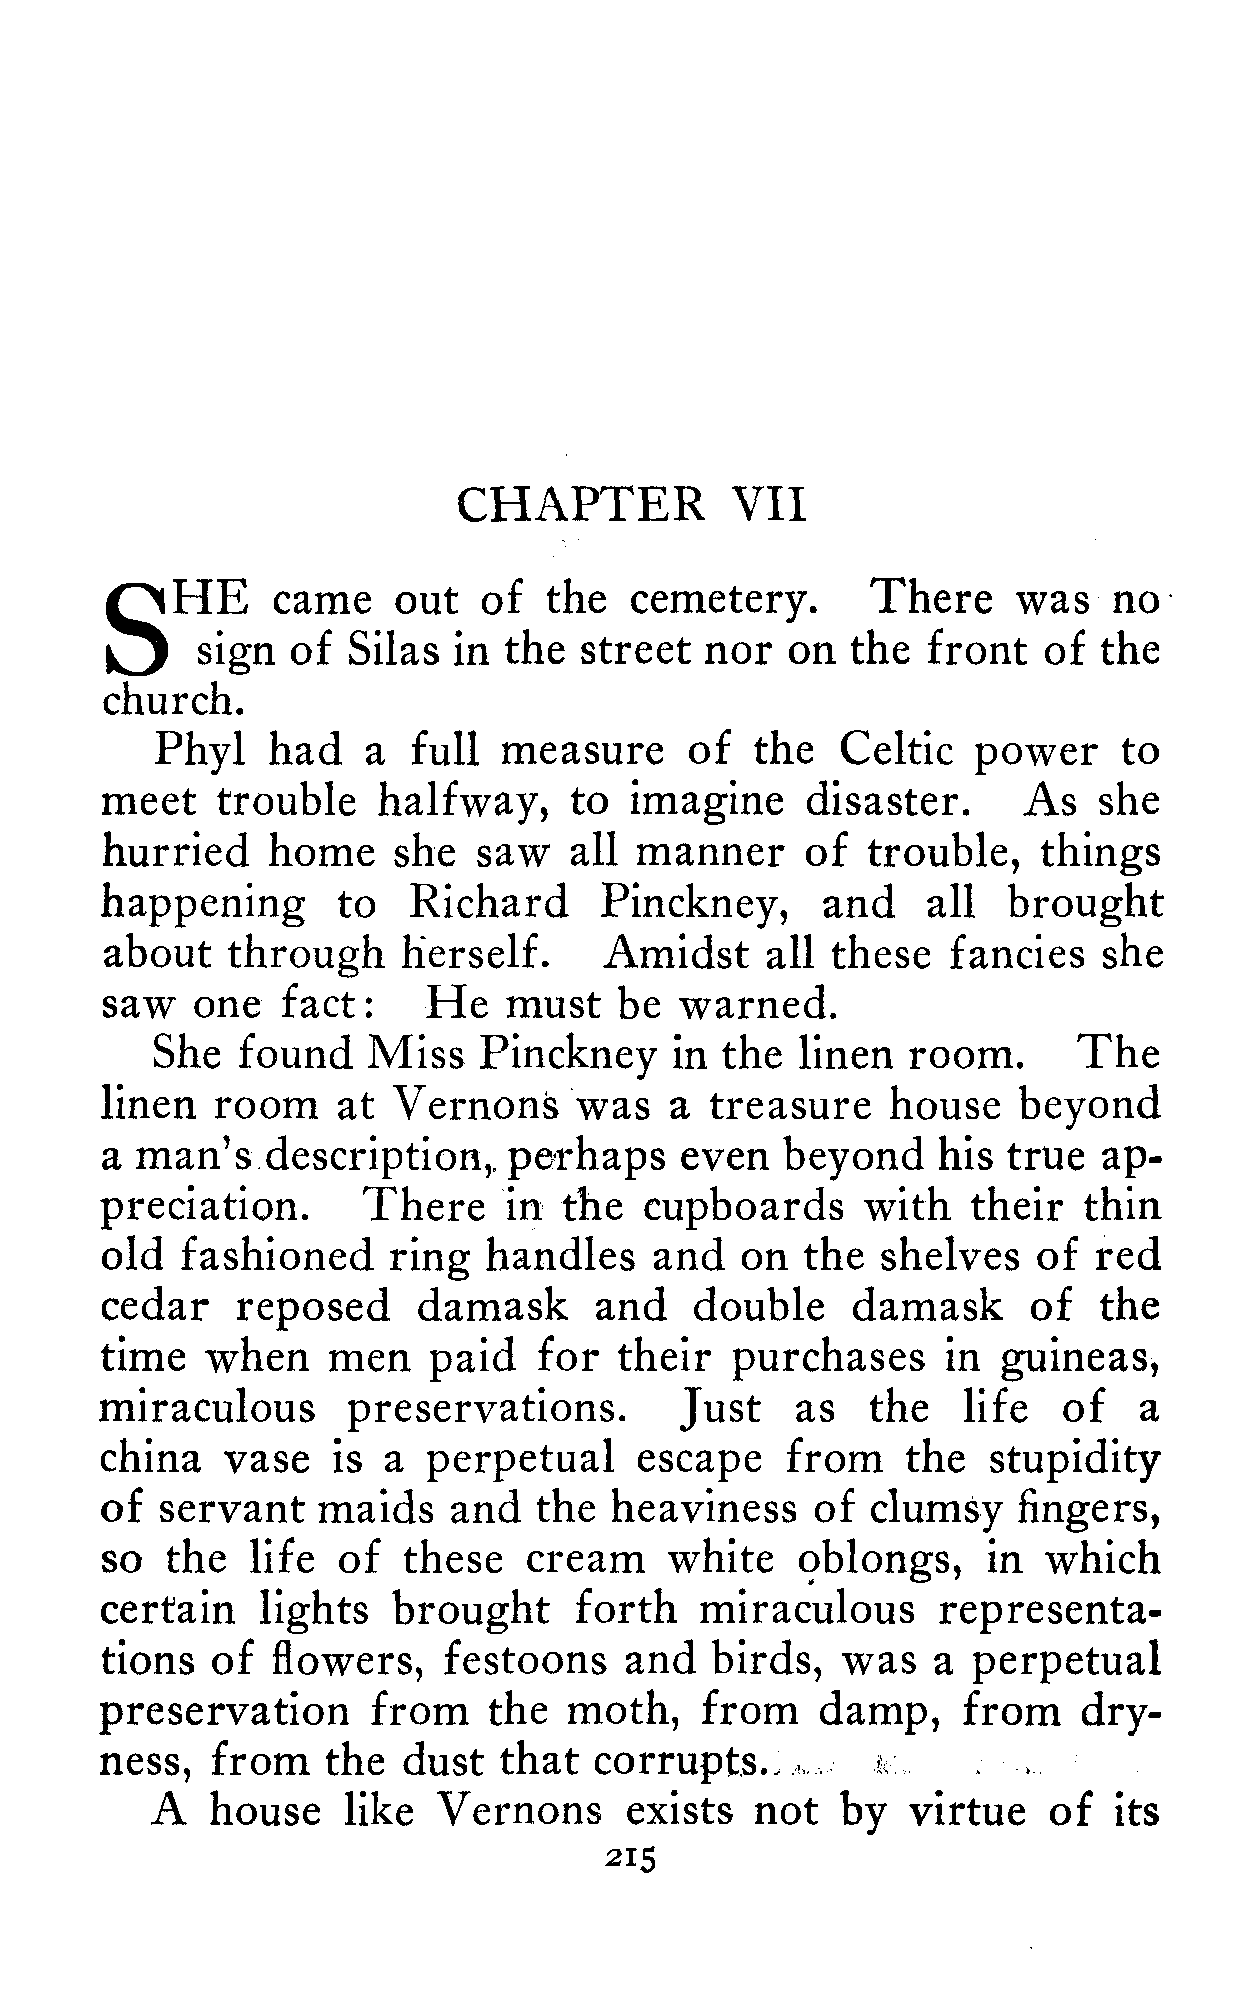 CHAPTER VII
SHE came out of the cemetery. There was no
sign of Silas in the street nor on the front of the
church.
Phyl had a full measure of the Celtic power to
meet trouble halfway, to imagine disaster. As she
hurried home she saw all manner of trouble, things
happening to Richard Pinckney, and all brought
about through herself. Amidst all these fancies she
saw one fact: He must be warned.
She found Miss Pinckney in the linen room. The
linen room at Vernons was a treasure house beyond
a man's description, perhaps even beyond his true ap-
preciation. There in the cupboards with their thin
old fashioned ring handles and on the shelves of red
cedar reposed damask and double damask of the
time when men paid for their purchases in guineas,
miraculous preservations. Just as the life of a
china vase is a perpetual escape from the stupidity
of servant maids and the heaviness of clumsy fingers,
so the life of these cream white oblongs, in which
certain lights brought forth miraculous representa-
tions of flowers, festoons and birds, was a perpetual
preservation from the moth, from damp, from dry-
ness, from the dust that corrupts.
A house like Vernons exists not by virtue of its
215